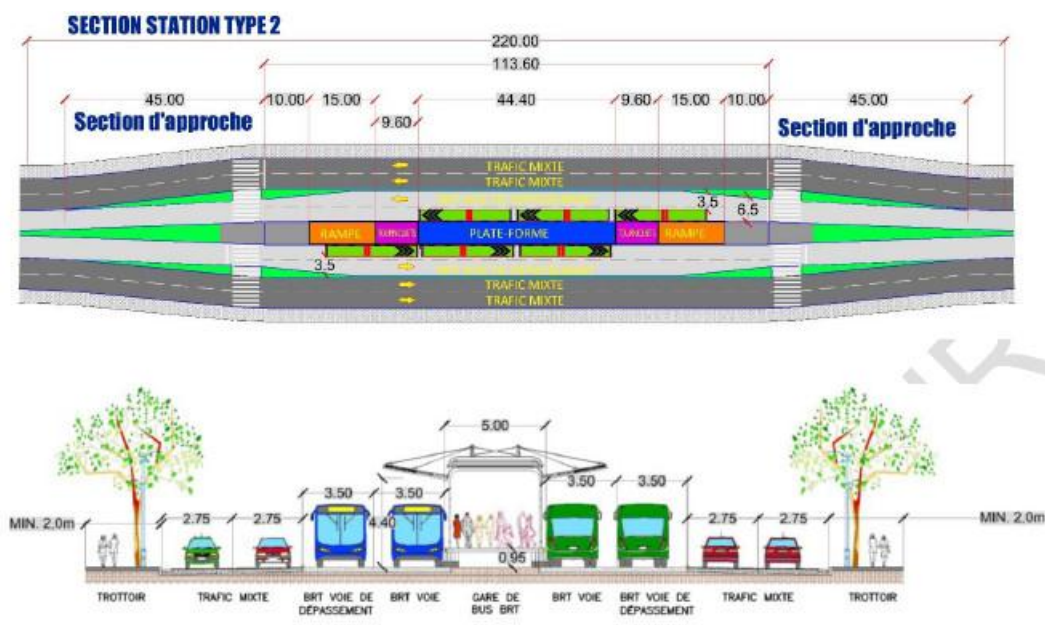 SECTION STATION TYPE 2
220.00
113.60
45.00 10.00 15.00 44.40 9.60 15.00 10.00 45.00
Section d'approche 9.60 Section d'approche
TRAFIC MIXTE
TRAFIC MIXTE
3.5 6.5
RAMPE TOURNIQUETS PLATE-FORME TOURNIQUETS RAMPE
3.5
TRAFIC MIXTE
TRAFIC MIXTE
5.00
3.50 3.50 3.50 3.50
MIN. 2.0m 2.75 2.75 4.40 2.75 2.75 MIN. 2.0m
0.95
TROTTOIR TRAFIC MIXTE BRT VOIE DE DÉPASSEMENT BRT VOIE GARE DE BUS BRT BRT VOIE BRT VOIE DE DÉPASSEMENT TRAFIC MIXTE TROTTOIR